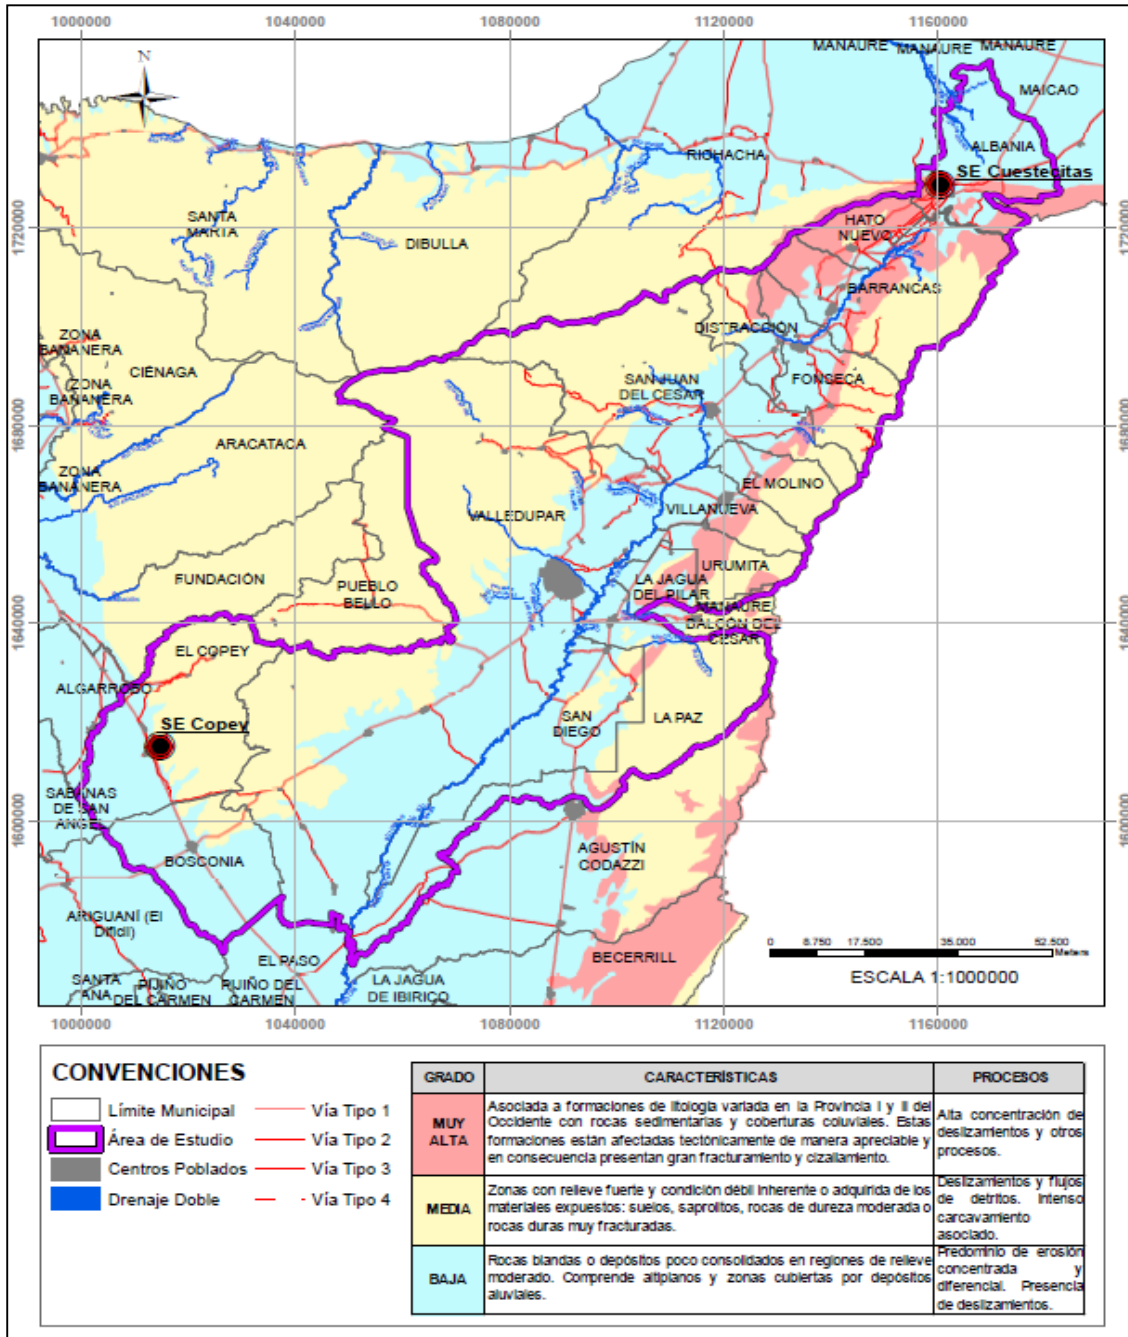 1000000 1040000 1080000 1120000 1160000
N
MANAURE MANAURE MANAURE
MAICAO
ALBANIA
RIOHACHA
SE Cuestecitas
SANTA
MARTA
HATO
NUEVO
DIBULLA
1720000 1720000
BARRANCAS
DISTRACCIÓN
ZONA
BANANERA
CIÉNAGA
FONSECA
SAN JUAN
DEL CESAR
ZONA
BANANERA
1680000 1680000
ARACATACA
ZONA
BANANERA
EL MOLINO
VILLANUEVA
VALLEDUPAR
FUNDACIÓN
PUEBLO
BELLO
URUMITA
LA JAGUA
DEL PILAR
MANAURE
BALCÓN DEL
CESAR
1640000 1640000
EL COPEY
ALGARROBO
SE Copey
SAN
DIEGO
LA PAZ
SABANAS
DE SAN
ANGEL
1600000 1600000
BOSCONIA
AGUSTÍN
CODAZZI
ARIGUANÍ (El
Dificil)
EL PASO
BECERRILL
0 8.750 17.500 35.000 52.500
Meters
ESCALA 1:1000000
SANTA
ANA
PIJIÑO
DEL CARMEN
PIJIÑO DEL
CARMEN
LA JAGUA
DE IBIRICO
1000000 1040000 1080000 1120000 1160000
CONVENCIONES
Límite Municipal
Área de Estudio
Centros Poblados
Drenaje Doble
Vía Tipo 1
Vía Tipo 2
Vía Tipo 3
Vía Tipo 4
GRADO CARACTERÍSTICAS PROCESOS
MUY
ALTA
Asociada a formaciones de litología variada en la Provincia I y II del
Occidente con rocas sedimentarias y coberturas coluviales. Estas
formaciones están afectadas tectónicamente de manera apreciable y
en consecuencia presentan gran fracturamiento y cizallamiento.
Alta concentración de
deslizamientos y otros
procesos.
MEDIA
Zonas con relieve fuerte y condición débil inherente o adquirida de los
materiales expuestos: suelos, saprolitos, rocas de dureza moderada o
rocas duras muy fracturadas.
Deslizamientos y flujos
de detritos. Intenso
carcavamiento
asociado.
BAJA
Rocas blandas o depósitos poco consolidados en regiones de relieve
moderado. Comprende altiplanos y zonas cubiertas por depósitos
aluviales.
Predominio de erosión
concentrada y
diferencial. Presencia
de deslizamientos.